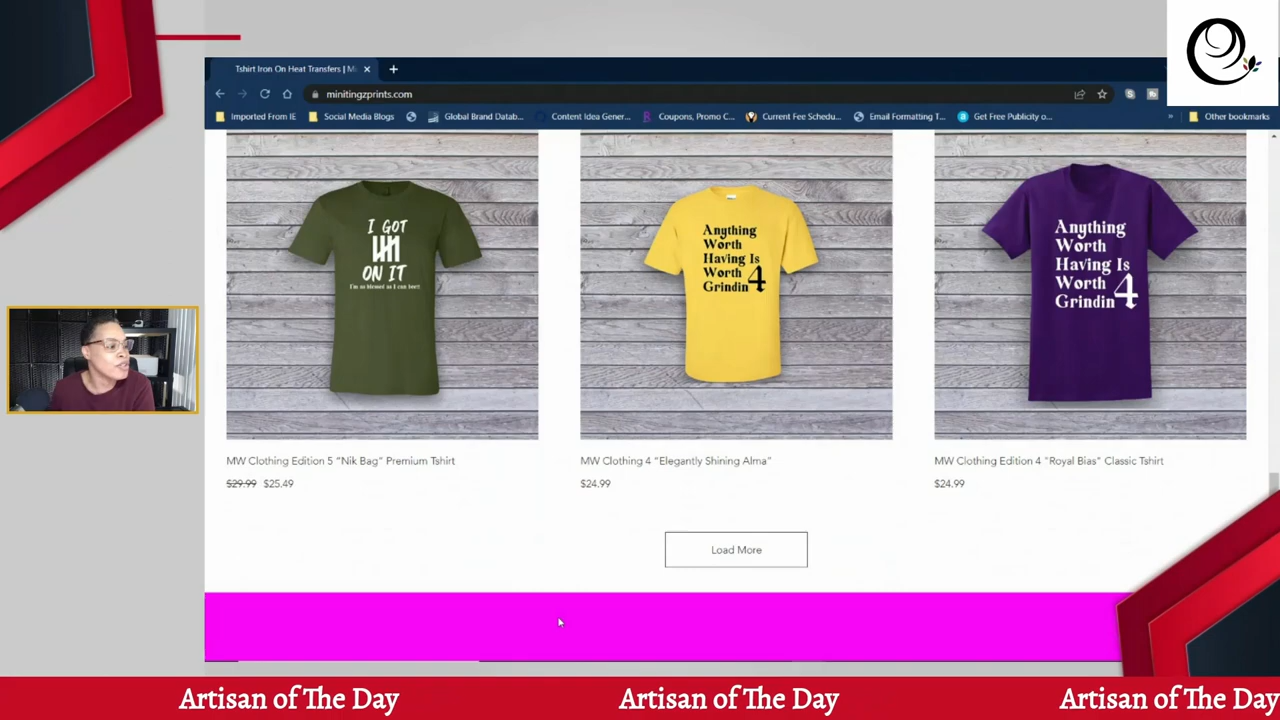 Tshirt Iron On Heat Transfers | Mi
minitingzprints.com
Imported From IE
Social Media Blogs
Global Brand Datab...
Content Idea Gener...
Coupons, Promo C...
Current Fee Schedu...
Email Formatting T...
Get Free Publicity o...
Other bookmarks
I GOT
ON IT
I'm so blessed as I can be!!
Anything
Worth
Having Is
Worth
Grindin 4
Anything
Worth
Having Is
Worth
Grindin 4
MW Clothing Edition 5 "Nik Bag" Premium Tshirt
$29.99 $25.49
MW Clothing 4 "Elegantly Shining Alma"
$24.99
MW Clothing Edition 4 "Royal Bias" Classic Tshirt
$24.99
Load More
Artisan of The Day
Artisan of The Day
Artisan of The Day